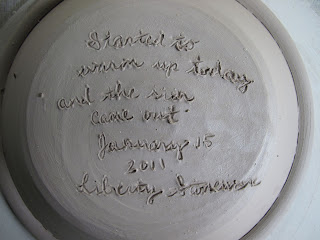 Started to
warm up today
and the sun
came out
January 15
2011
Liberty Stoneware